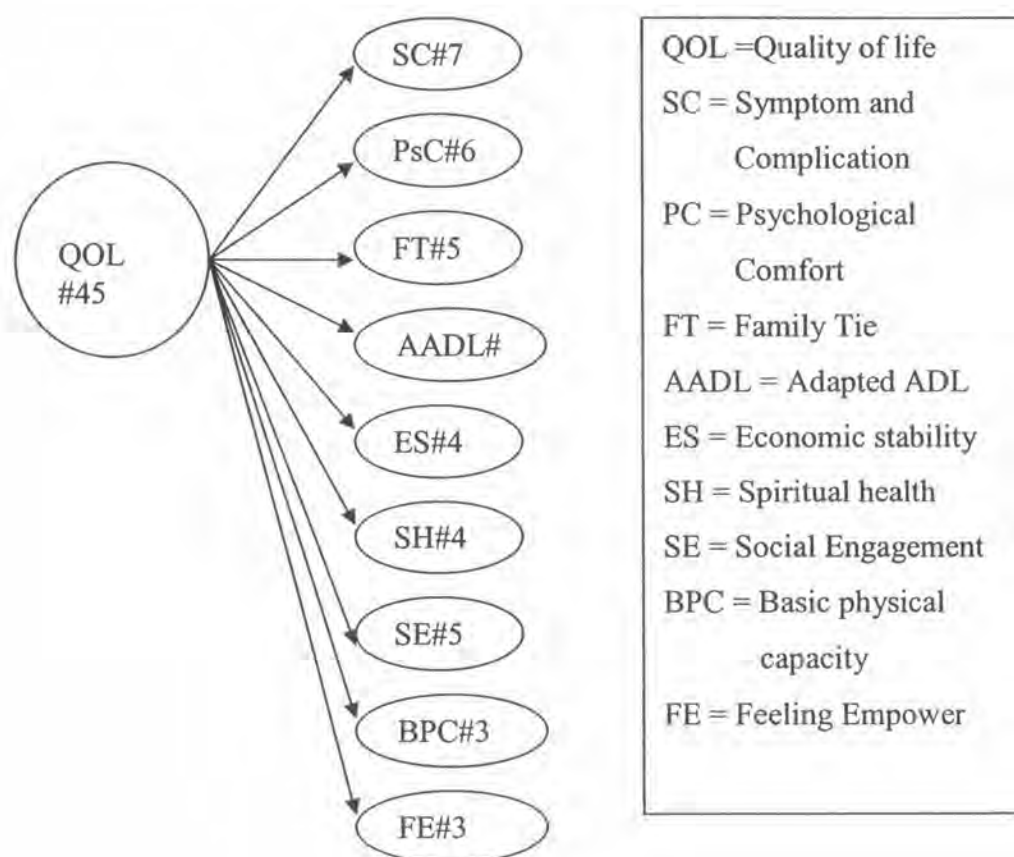 QOL
#45
SC#7
PsC#6
FT#5
AADL#
ES#4
SH#4
SE#5
BPC#3
FE#3
QOL =Quality of life
SC = Symptom and
Complication
PC = Psychological
Comfort
FT = Family Tie
AADL = Adapted ADL
ES = Economic stability
SH = Spiritual health
SE = Social Engagement
BPC = Basic physical
capacity
FE = Feeling Empower